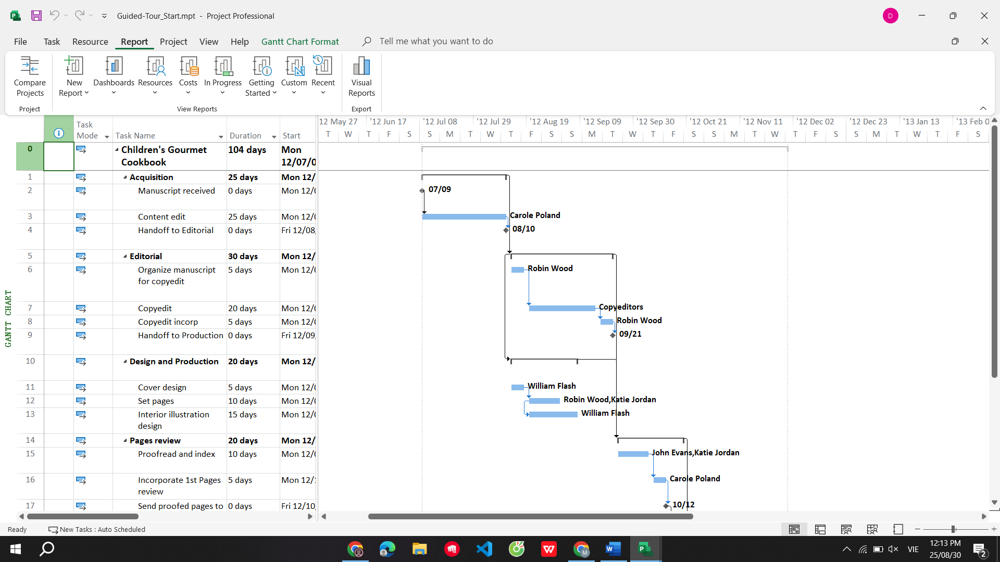 Guided-Tour_Start.mpt - Project Professional
D
File Task Resource Report Project View Help Gantt Chart Format Tell me what you want to do
Compare Projects
New Report
Dashboards
Resources
Costs
In Progress
Getting Started
Custom
Recent
Visual Reports
Project
View Reports
Export
Task Mode
Task Name
Duration
Start
12 May 27 '12 Jun 17 '12 Jul 08 '12 Jul 29 '12 Aug 19 '12 Sep 09 '12 Sep 30 '12 Oct 21 '12 Nov 11 '12 Dec 02 '12 Dec 23 '13 Jan 13 '13 Feb 0
T W T F S S M T W T F S S M T W T F S S M T W T F S S M T W T F S
0 Children's Gourmet Cookbook 104 days Mon 12/07/0
1 Acquisition 25 days Mon 12/
2 Manuscript received 0 days Mon 12/0 07/09
3 Content edit 25 days Mon 12/0 Carole Poland
4 Handoff to Editorial 0 days Fri 12/08/ 08/10
5 Editorial 30 days Mon 12/
6 Organize manuscript for copyedit 5 days Mon 12/0 Robin Wood
7 Copyedit 20 days Mon 12/0 Copyeditors
8 Copyedit incorp 5 days Mon 12/0 Robin Wood
9 Handoff to Production 0 days Fri 12/09/ 09/21
10 Design and Production 20 days Mon 12/
11 Cover design 5 days Mon 12/0 William Flash
12 Set pages 10 days Mon 12/0 Robin Wood,Katie Jordan
13 Interior illustration design 15 days Mon 12/0 William Flash
14 Pages review 20 days Mon 12/
15 Proofread and index 10 days Mon 12/0 John Evans,Katie Jordan
16 Incorporate 1st Pages review 5 days Mon 12/1 Carole Poland
17 Send proofed pages to 0 days Fri 12/10/ 10/12
GANTT CHART
Ready New Tasks : Auto Scheduled
VIE
12:13 PM
25/08/30
2